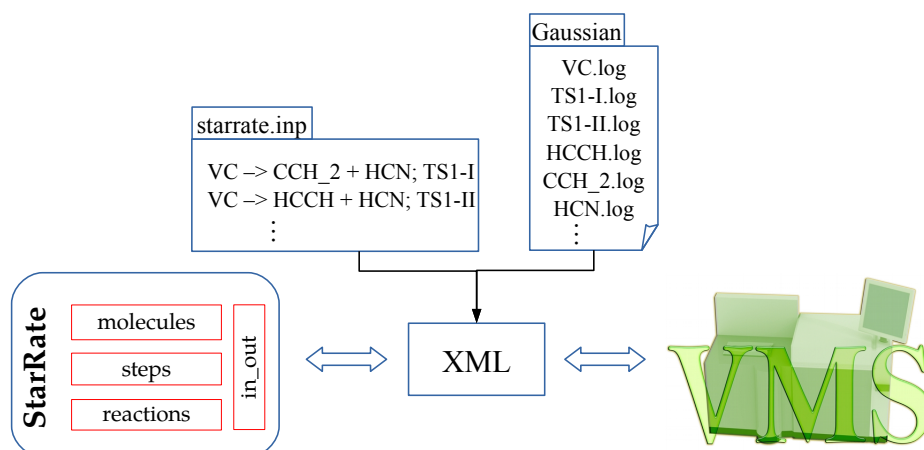 Gaussian
VC.log
TS1-I.log
TS1-II.log
HCCH.log
CCH_2.log
HCN.log
⋮
starrate.inp
VC –> CCH_2 + HCN; TS1-I
VC –> HCCH + HCN; TS1-II
⋮
StarRate
molecules
steps
reactions
in_out
XML
VMS